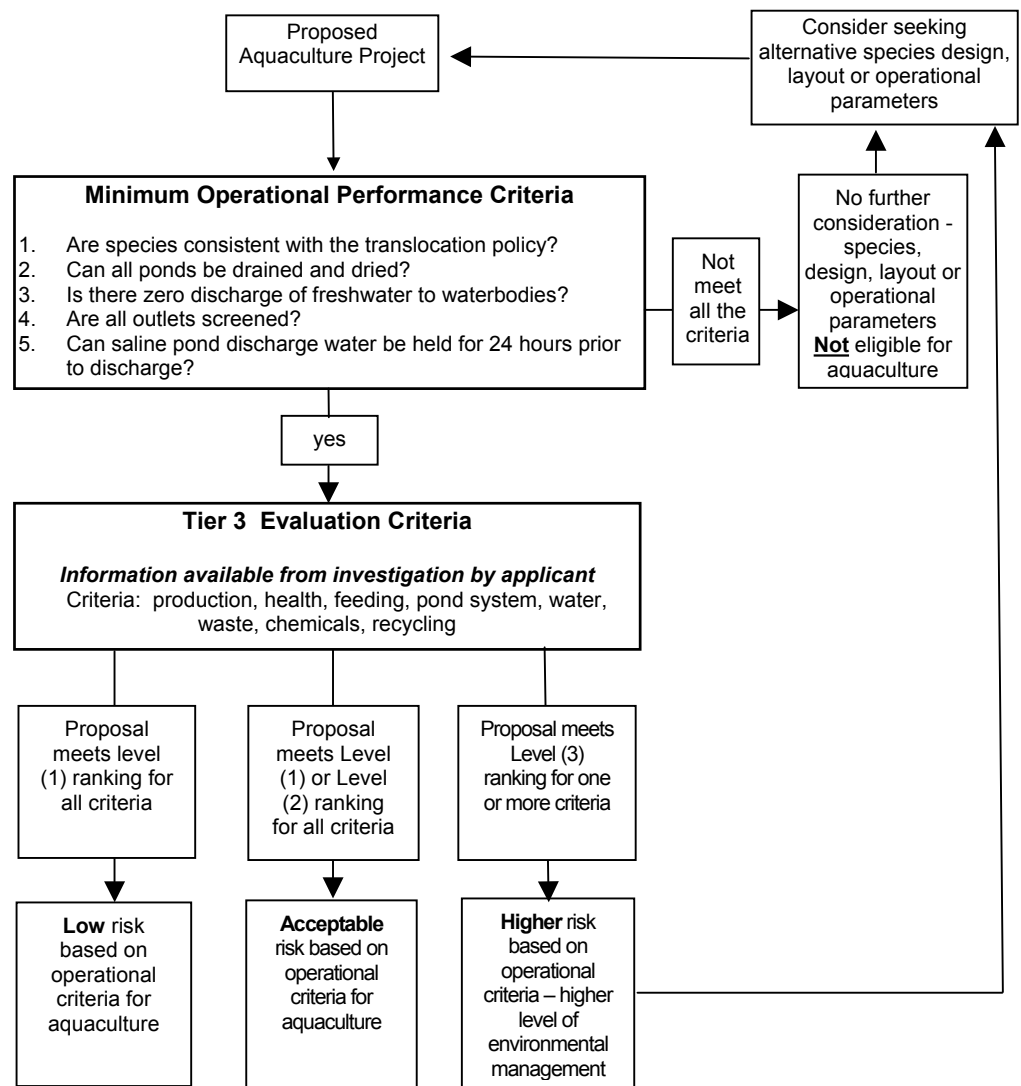 Proposed
Aquaculture Project
Consider seeking
alternative species design,
layout or operational
parameters
Minimum Operational Performance Criteria
1. Are species consistent with the translocation policy?
2. Can all ponds be drained and dried?
3. Is there zero discharge of freshwater to waterbodies?
4. Are all outlets screened?
5. Can saline pond discharge water be held for 24 hours prior
to discharge?
Not
meet
all the
criteria
No further
consideration -
species,
design, layout or
operational
parameters
Not eligible for
aquaculture
yes
Tier 3 Evaluation Criteria
Information available from investigation by applicant
Criteria: production, health, feeding, pond system, water,
waste, chemicals, recycling
Proposal
meets level
(1) ranking for
all criteria
Proposal
meets Level
(1) or Level
(2) ranking
for all criteria
Proposal meets
Level (3)
ranking for one
or more criteria
Low risk
based on
operational
criteria for
aquaculture
Acceptable
risk based on
operational
criteria for
aquaculture
Higher risk
based on
operational
criteria – higher
level of
environmental
management